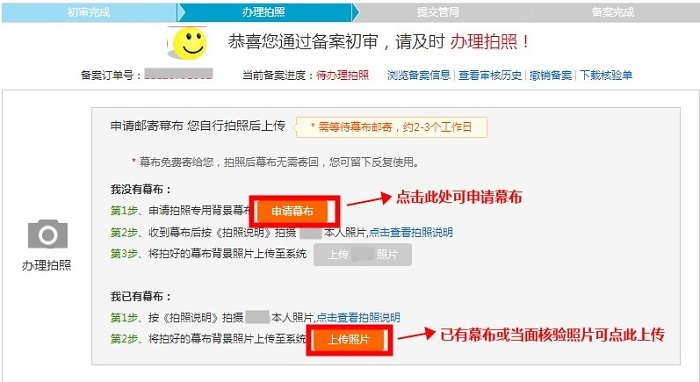 初审完成 办理拍照 提交管局 备案完成
恭喜您通过备案初审，请及时 办理拍照！
备案订单号： 当前备案进度：待办理拍照 浏览备案信息 | 查看审核历史 | 撤销备案 | 下载核验单
申请邮寄幕布 您自行拍照后上传 * 需等待幕布邮寄，约2-3个工作日
* 幕布免费寄给您，拍照后幕布无需寄回，您可留下反复使用。
我没有幕布：
点击此处可申请幕布
第1步、申请拍照专用背景幕布 申请幕布
第2步、收到幕布后按《拍照说明》拍摄 本人照片,点击查看拍照说明
第3步、将拍好的幕布背景照片上传至系统 上传 照片
办理拍照
我已有幕布：
第1步、按《拍照说明》拍摄 本人照片,点击查看拍照说明
第2步、将拍好的幕布背景照片上传至系统 上传照片 已有幕布或当面核验照片可点此上传